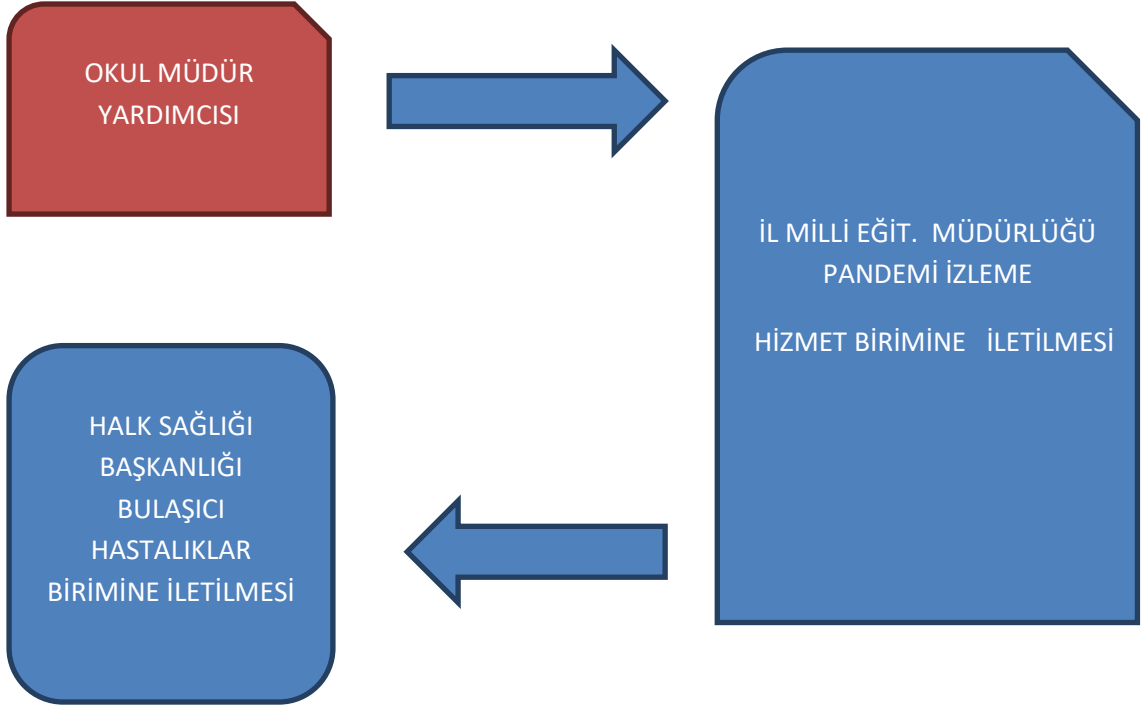 OKUL MÜDÜR
YARDIMCISI
İL MİLLİ EĞİT. MÜDÜRLÜĞÜ
PANDEMİ İZLEME
HİZMET BİRİMİNE İLETİLMESİ
HALK SAĞLIĞI
BAŞKANLIĞI
BULAŞICI
HASTALIKLAR
BİRİMİNE İLETİLMESİ